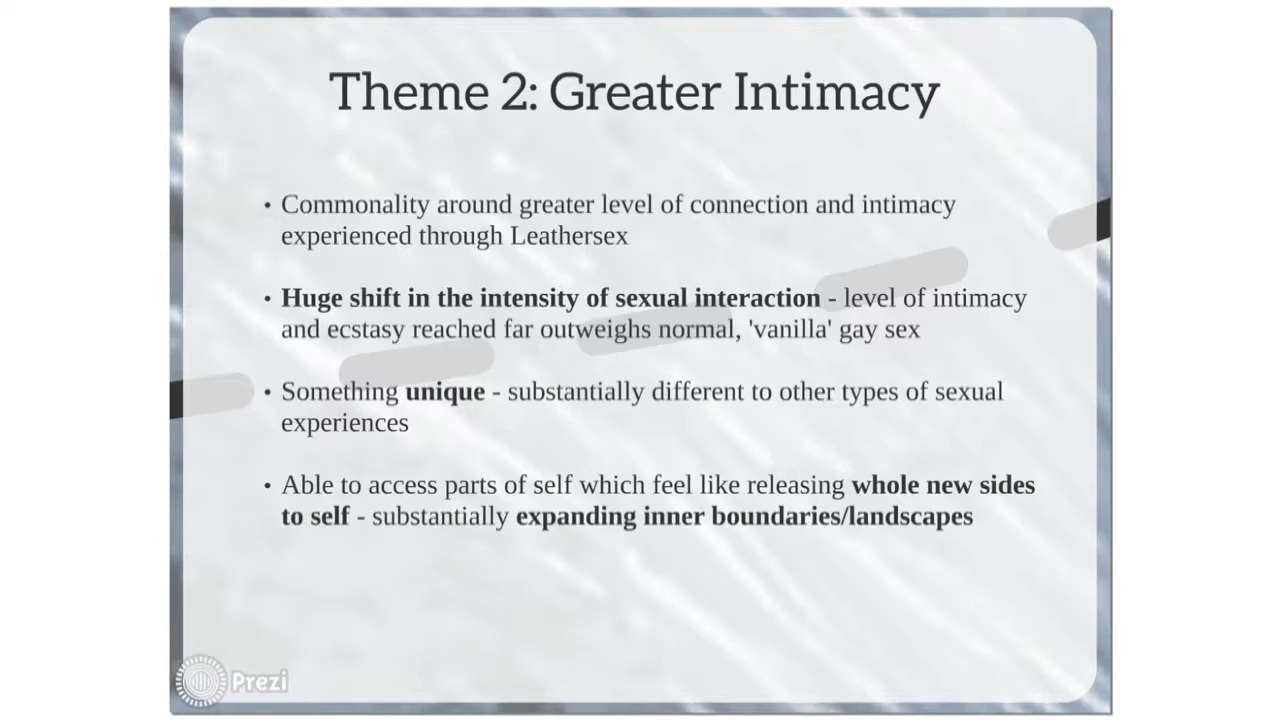 Theme 2: Greater Intimacy
• Commonality around greater level of connection and intimacy
experienced through Leathersex
• Huge shift in the intensity of sexual interaction - level of intimacy
and ecstasy reached far outweighs normal, 'vanilla' gay sex
• Something unique - substantially different to other types of sexual
experiences
• Able to access parts of self which feel like releasing whole new sides
to self - substantially expanding inner boundaries/landscapes
Prezi